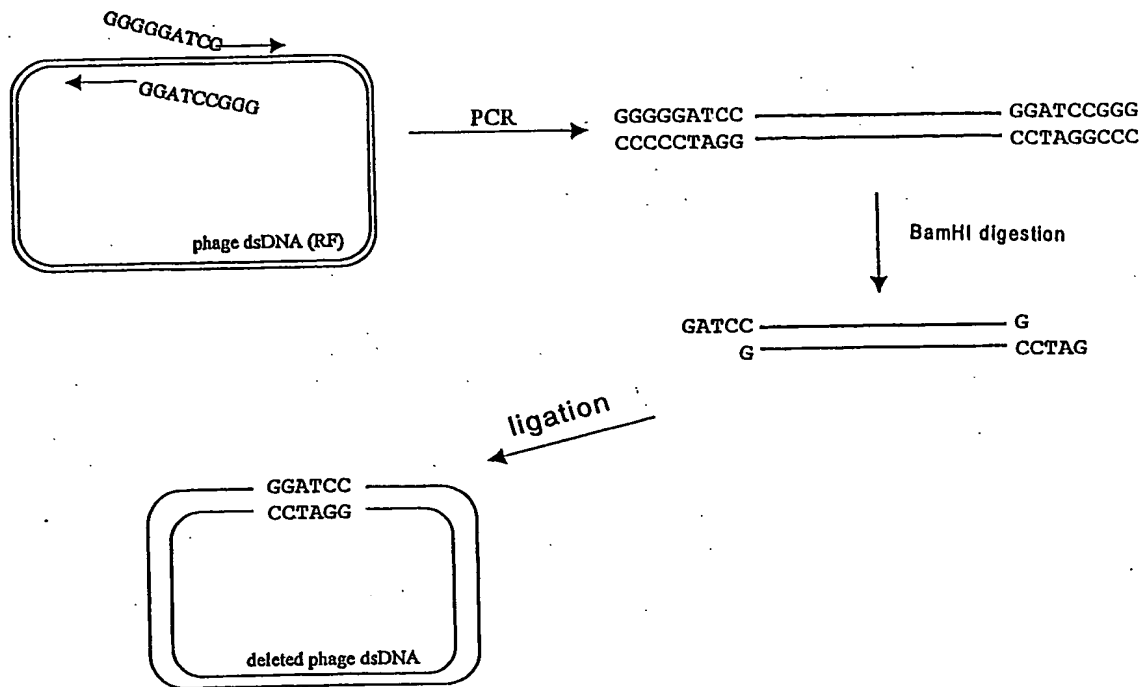 GGGGGATCG
GGATCCGGG
phage dsDNA (RF)
PCR
GGGGGATCC
CCCCCTAGG
GGATCCGGG
CCTAGGCCC
BamHI digestion
GATCC
G
G
CCTAG
ligation
GGATCC
CCTAGG
deleted phage dsDNA